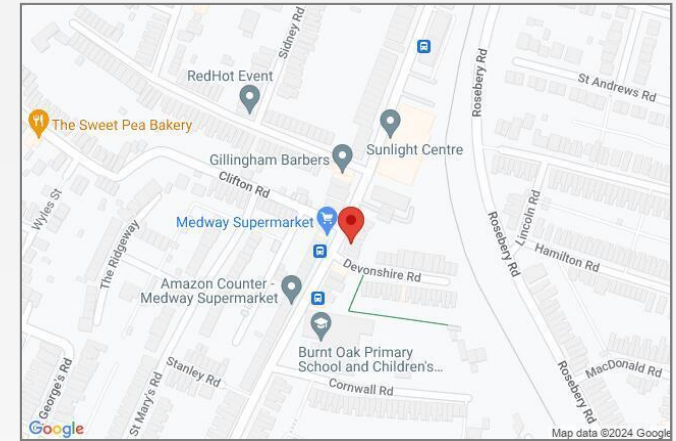 Sidney Rd
RedHot Event
Rosebery Rd
St Andrews Rd
The Sweet Pea Bakery
Sunlight Centre
Gillingham Barbers
Clifton Rd
Wyles St
Lincoln Rd
Medway Supermarket
The Ridgeway
Rosebery Rd
Hamilton Rd
Devonshire Rd
Amazon Counter -
Medway Supermarket
Burnt Oak Primary
School and Children's...
Stanley Rd
MacDonald Rd
Cornwall Rd
George's Rd
St Mary's Rd
Rosebery Rd
Google
Map data ©2024 Google